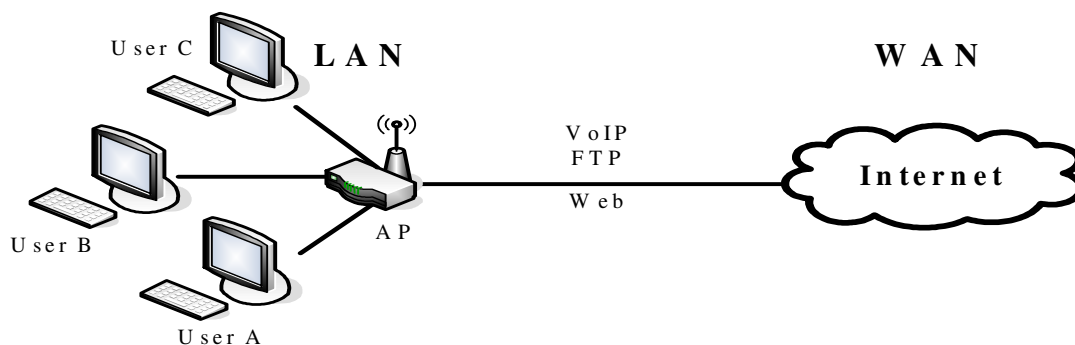 User C
LAN
WAN
VoIP
FTP
Internet
Web
AP
User B
User A